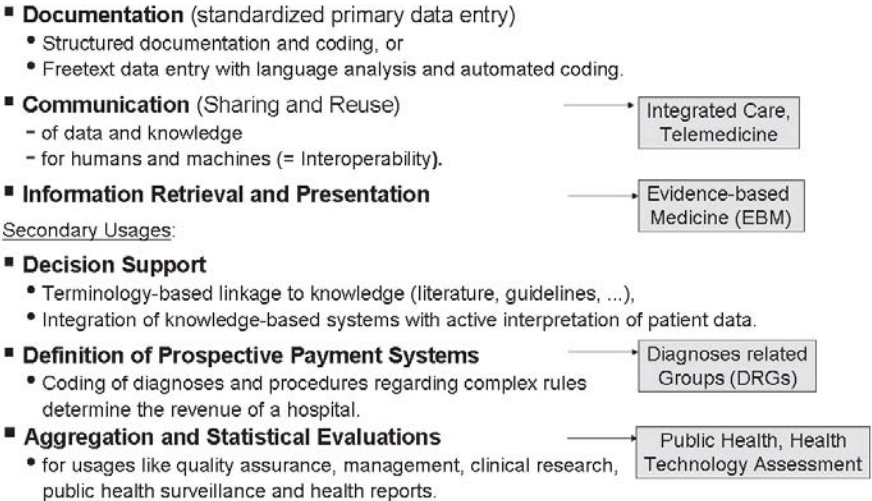 ▪ Documentation (standardized primary data entry)
• Structured documentation and coding, or
• Freetext data entry with language analysis and automated coding.
▪ Communication (Sharing and Reuse)
- of data and knowledge
- for humans and machines (= Interoperability).
Integrated Care,
Telemedicine
▪ Information Retrieval and Presentation
Evidence-based
Medicine (EBM)
Secondary Usages:
▪ Decision Support
• Terminology-based linkage to knowledge (literature, guidelines, ...),
• Integration of knowledge-based systems with active interpretation of patient data.
▪ Definition of Prospective Payment Systems
• Coding of diagnoses and procedures regarding complex rules
determine the revenue of a hospital.
Diagnoses related
Groups (DRGs)
▪ Aggregation and Statistical Evaluations
• for usages like quality assurance, management, clinical research,
public health surveillance and health reports.
Public Health, Health
Technology Assessment